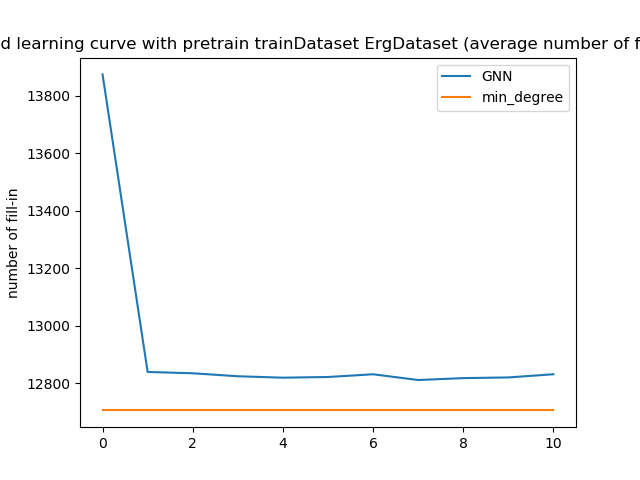 d learning curve with pretrain trainDataset ErgDataset (average number of f
GNN
min_degree
number of fill-in
13800
13600
13400
13200
13000
12800
0 2 4 6 8 10